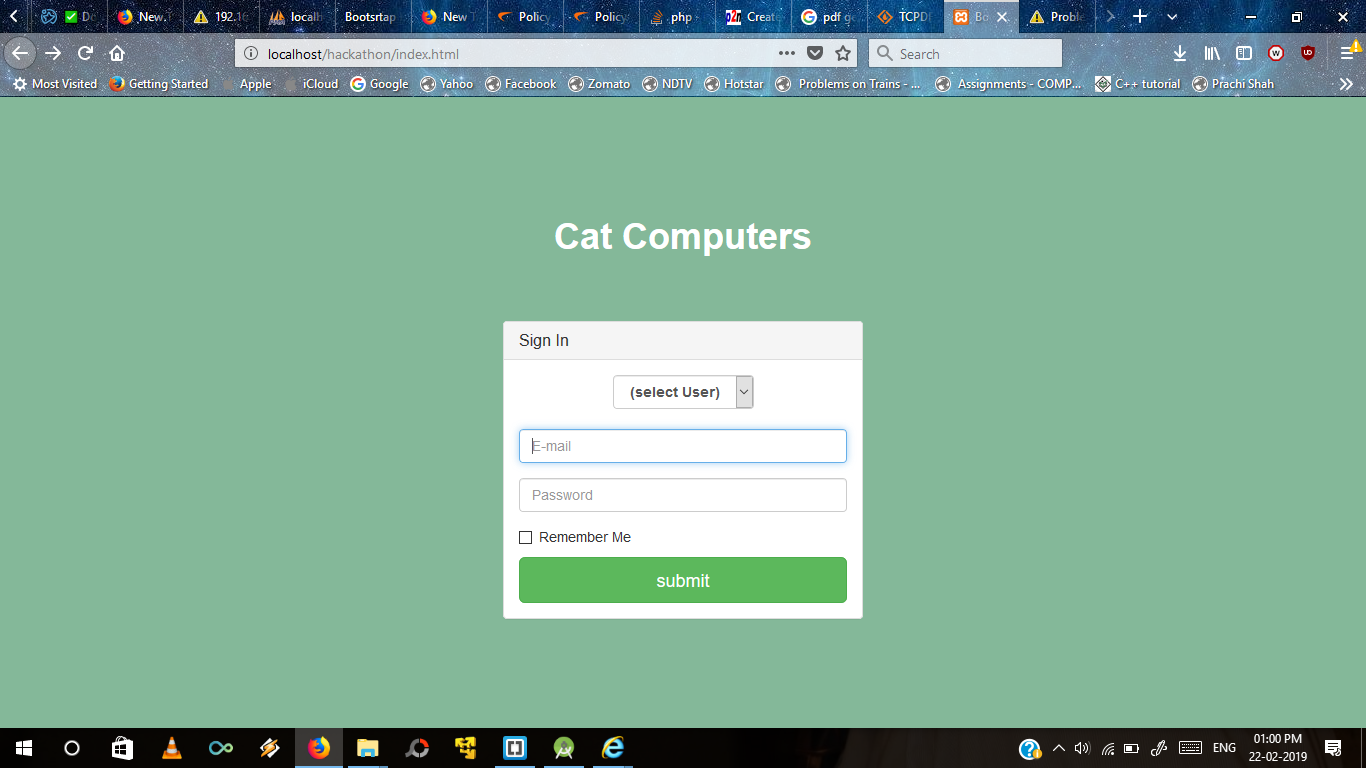 D
New T
192.16
localh
Bootsrtap
New
Policy
Policy
php
Create
pdf ge
TCPDF
Bo
Proble
localhost/hackathon/index.html
Search
Most Visited
Getting Started
Apple
iCloud
Google
Yahoo
Facebook
Zomato
NDTV
Hotstar
Problems on Trains - ...
Assignments - COMP...
C++ tutorial
Prachi Shah
Cat Computers
Sign In
(select User)
E-mail
Password
Remember Me
submit
ENG
01:00 PM
22-02-2019